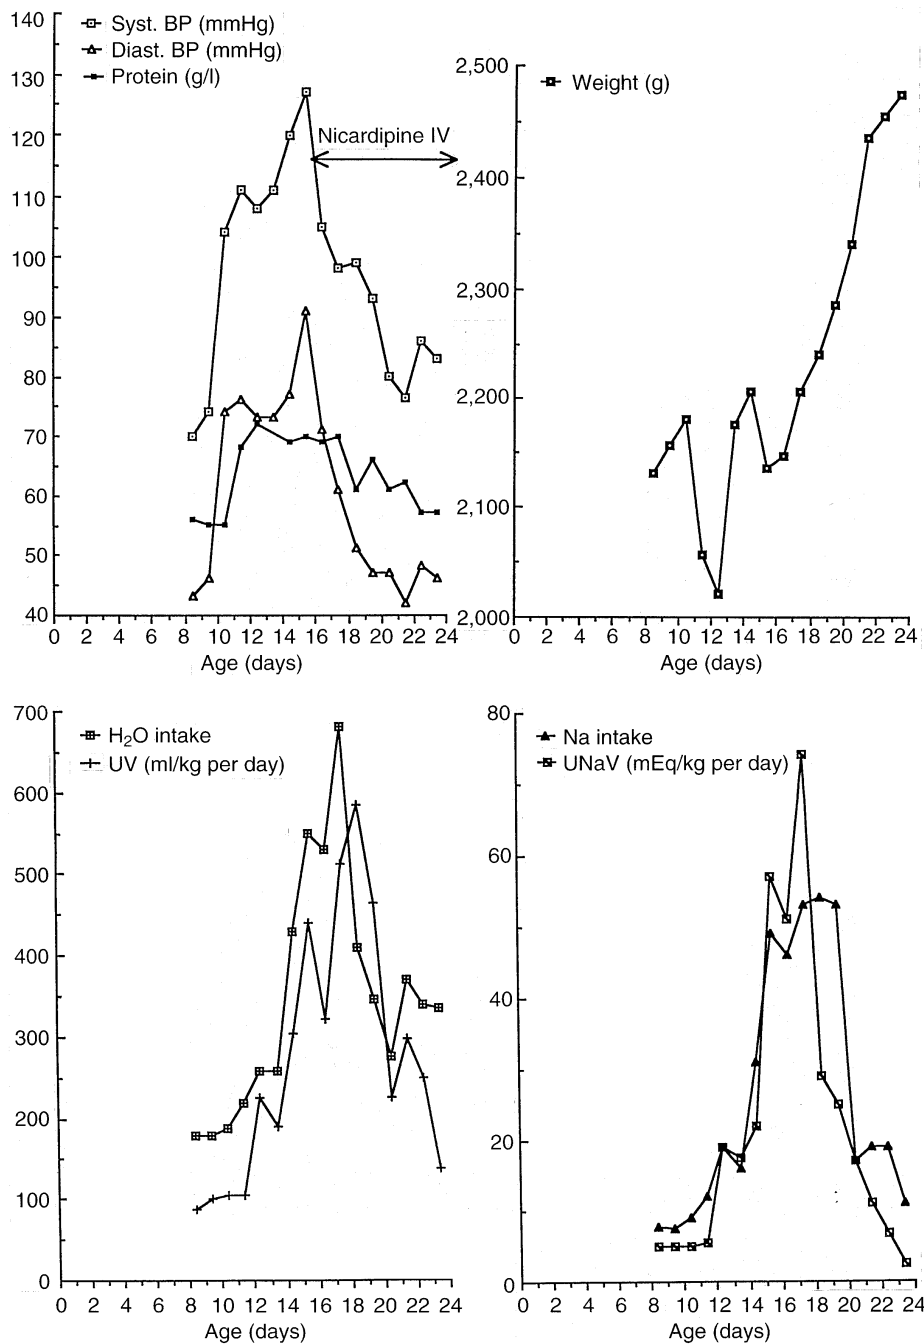 140
130
120
110
100
90
80
70
60
50
40
Syst. BP (mmHg)
Diast. BP (mmHg)
Protein (g/l)
Nicardipine IV
0 2 4 6 8 10 12 14 16 18 20 22 24
Age (days)
2,500
2,400
2,300
2,200
2,100
2,000
Weight (g)
0 2 4 6 8 10 12 14 16 18 20 22 24
Age (days)
700
600
500
400
300
200
100
0
H2O intake
UV (ml/kg per day)
0 2 4 6 8 10 12 14 16 18 20 22 24
Age (days)
80
60
40
20
0
Na intake
UNaV (mEq/kg per day)
0 2 4 6 8 10 12 14 16 18 20 22 24
Age (days)